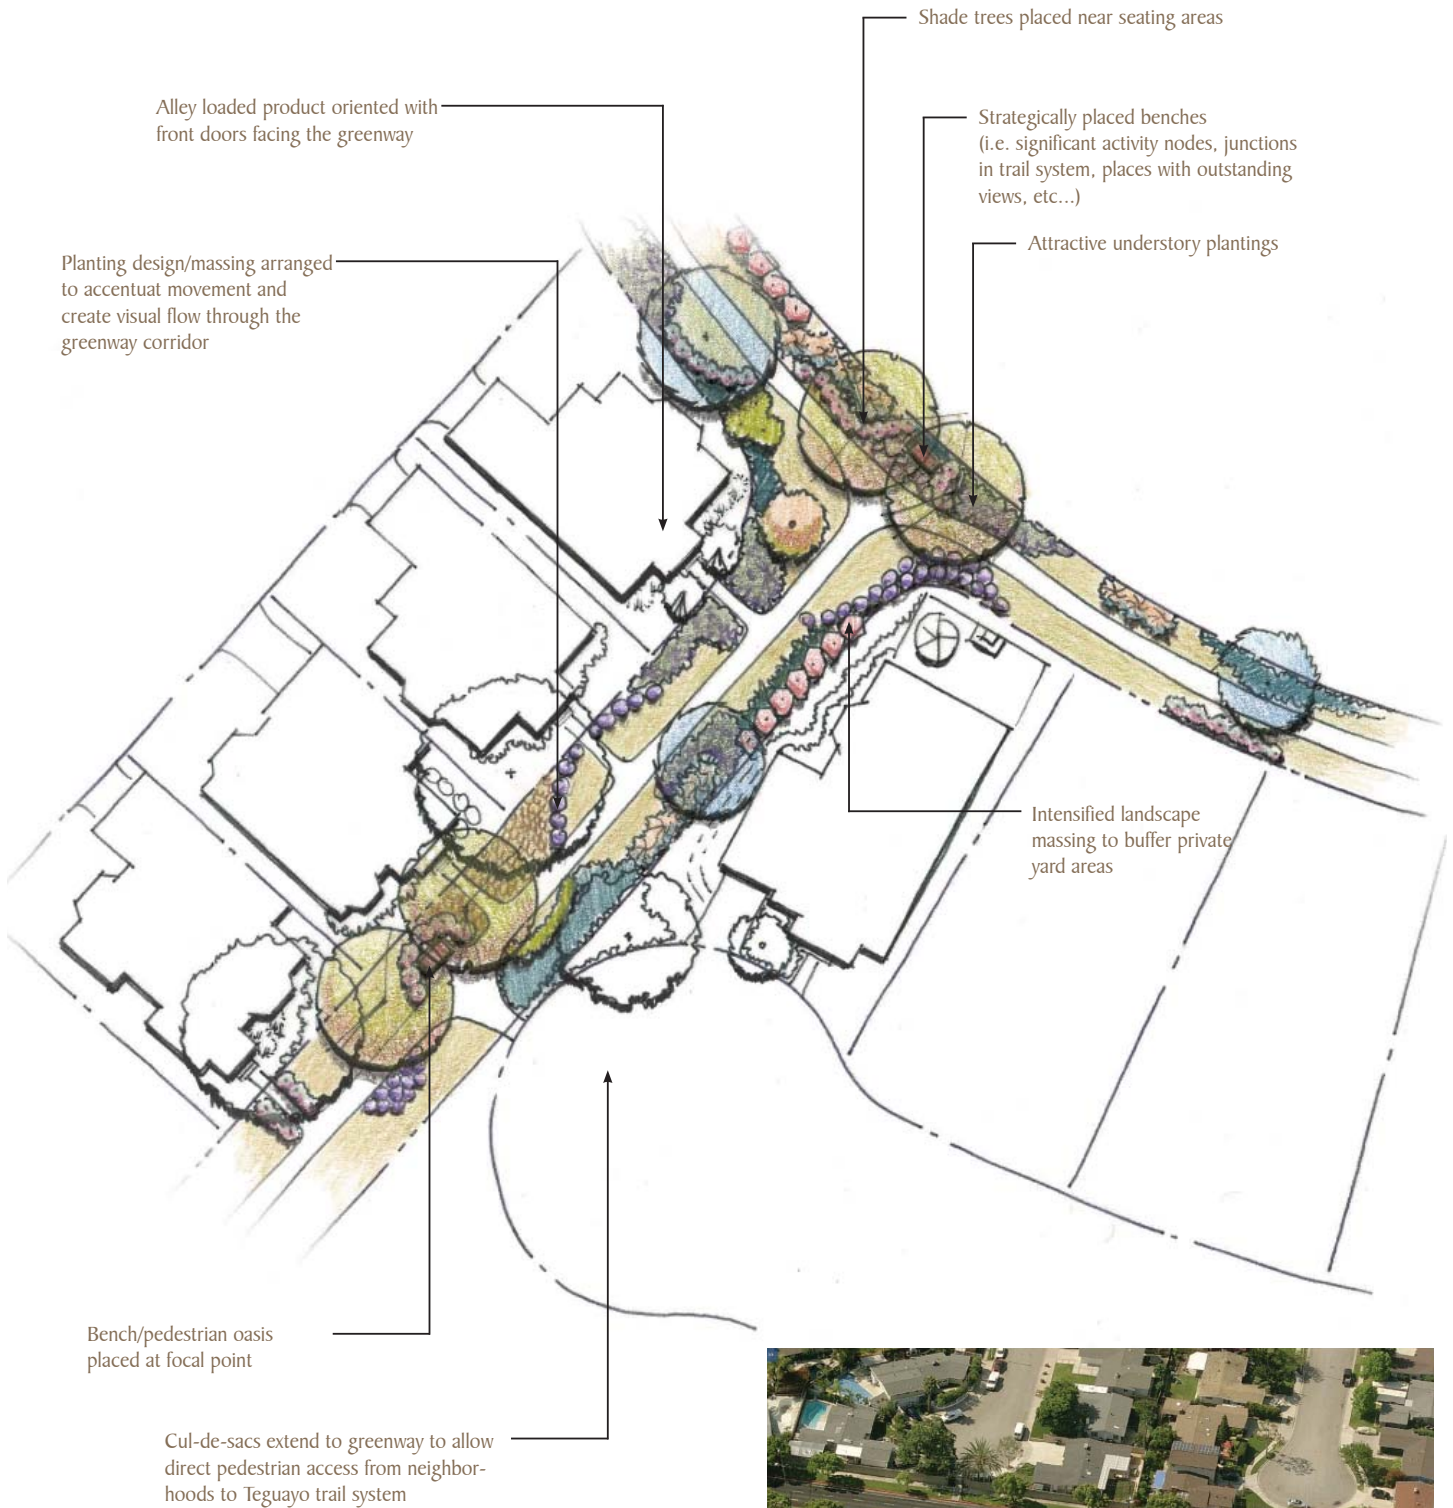 Shade trees placed near seating areas
Alley loaded product oriented with
front doors facing the greenway
Strategically placed benches
(i.e. significant activity nodes, junctions
in trail system, places with outstanding
views, etc...)
Attractive understory plantings
Planting design/massing arranged
to accentuat movement and
create visual flow through the
greenway corridor
Intensified landscape
massing to buffer private
yard areas
Bench/pedestrian oasis
placed at focal point
Cul-de-sacs extend to greenway to allow
direct pedestrian access from neighbor-
hoods to Teguayo trail system